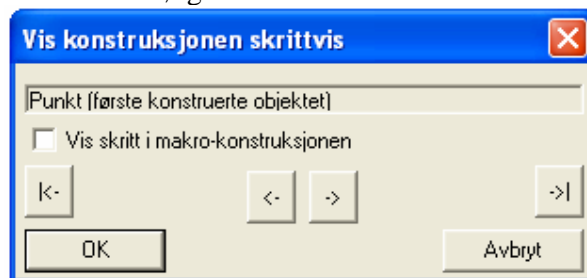 Vis konstruksjonen skrittvis
Punkt (første konstruerte objektet)
Vis skritt i makro-konstruksjonen
|<- <- -> ->|
OK Avbryt